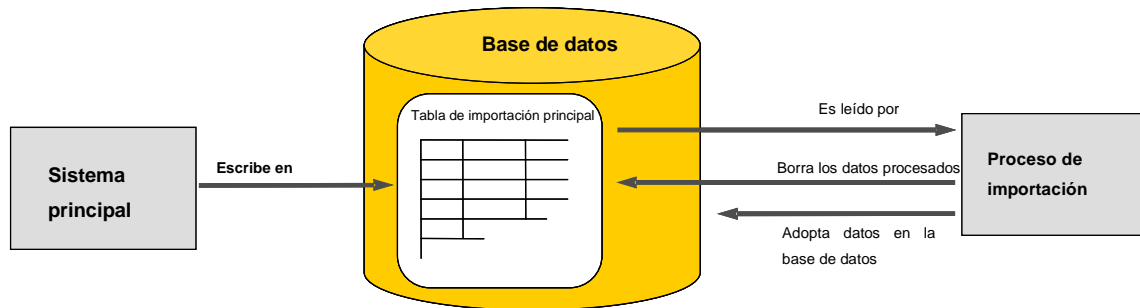 Base de datos
Tabla de importación principal
Sistema
principal
Escribe en
Es leído por
Borra los datos procesados
Adopta datos en la
base de datos
Proceso de
importación